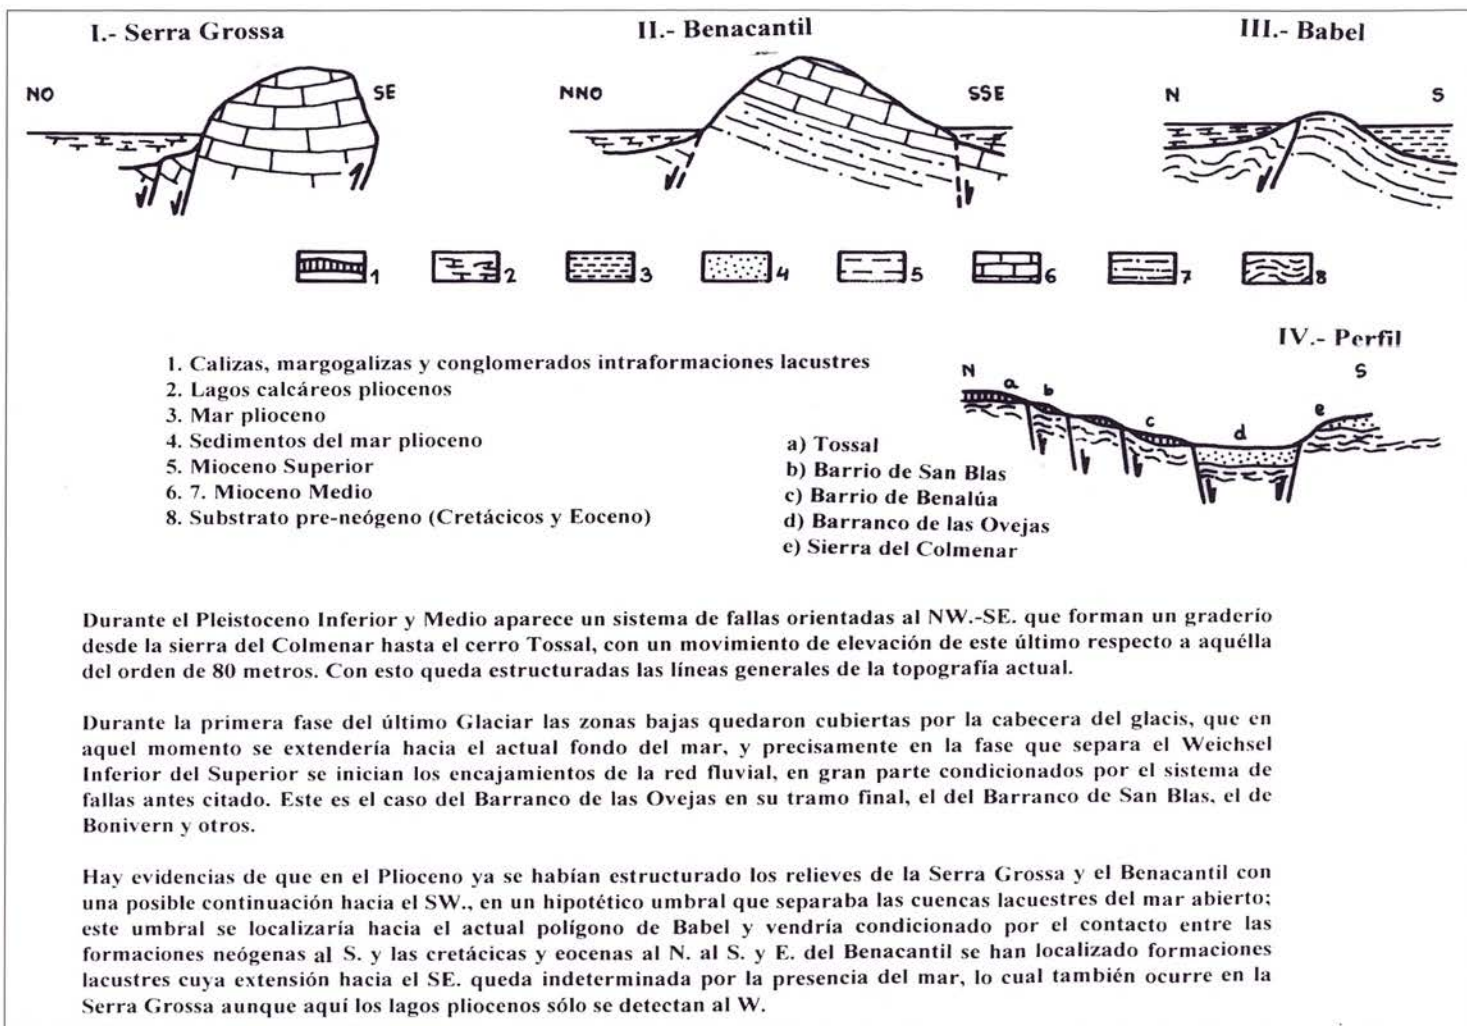 I.- Serra Grossa
II.- Benacantil
III.- Babel
NO
SE
NNO
SSE
N
S
1
2
3
4
5
6
7
8
1. Calizas, margogalizas y conglomerados intraformaciones lacustres
2. Lagos calcáreos pliocenos
3. Mar plioceno
4. Sedimentos del mar plioceno
5. Mioceno Superior
6. 7. Mioceno Medio
8. Substrato pre-neógeno (Cretácicos y Eoceno)
IV.- Perfil
N
S
a
b
c
d
e
a) Tossal
b) Barrio de San Blas
c) Barrio de Benalúa
d) Barranco de las Ovejas
e) Sierra del Colmenar
Durante el Pleistoceno Inferior y Medio aparece un sistema de fallas orientadas al NW.-SE. que forman un graderío
desde la sierra del Colmenar hasta el cerro Tossal, con un movimiento de elevación de este último respecto a aquélla
del orden de 80 metros. Con esto queda estructuradas las líneas generales de la topografía actual.
Durante la primera fase del último Glaciar las zonas bajas quedaron cubiertas por la cabecera del glacis, que en
aquel momento se extendería hacia el actual fondo del mar, y precisamente en la fase que separa el Weichsel
Inferior del Superior se inician los encajamientos de la red fluvial, en gran parte condicionados por el sistema de
fallas antes citado. Este es el caso del Barranco de las Ovejas en su tramo final, el del Barranco de San Blas, el de
Bonivern y otros.
Hay evidencias de que en el Plioceno ya se habían estructurado los relieves de la Serra Grossa y el Benacantil con
una posible continuación hacia el SW., en un hipotético umbral que separaba las cuencas lacuestres del mar abierto;
este umbral se localizaría hacia el actual polígono de Babel y vendría condicionado por el contacto entre las
formaciones neógenas al S. y las cretácicas y eocenas al N. al S. y E. del Benacantil se han localizado formaciones
lacustres cuya extensión hacia el SE. queda indeterminada por la presencia del mar, lo cual también ocurre en la
Serra Grossa aunque aquí los lagos pliocenos sólo se detectan al W.